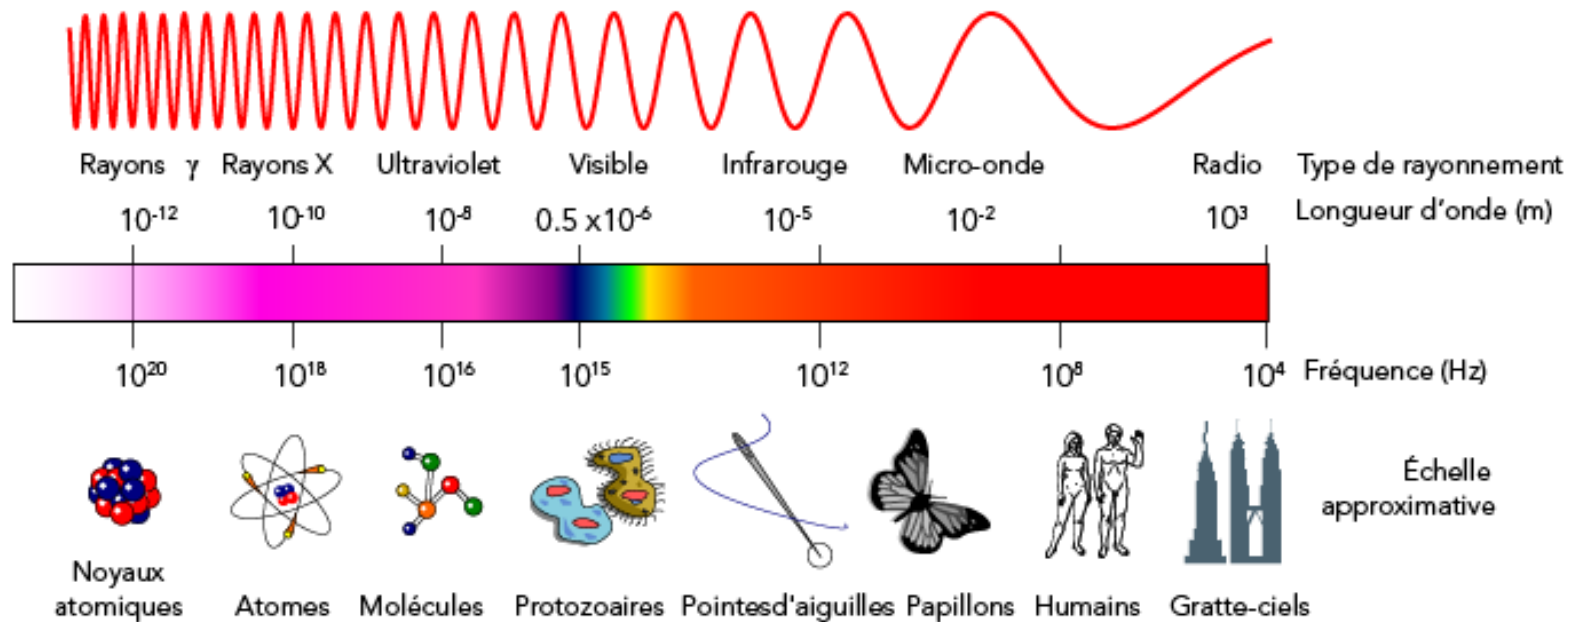 Rayons γ Rayons X Ultraviolet Visible Infrarouge Micro-onde Radio Type de rayonnement
10⁻¹² 10⁻¹⁰ 10⁻⁸ 0.5 x10⁻⁶ 10⁻⁵ 10⁻² 10³ Longueur d'onde (m)
10²⁰ 10¹⁸ 10¹⁶ 10¹⁵ 10¹² 10⁸ 10⁴ Fréquence (Hz)
Échelle
approximative
Noyaux
atomiques Atomes Molécules Protozoaires Pointesd'aiguilles Papillons Humains Gratte-ciels